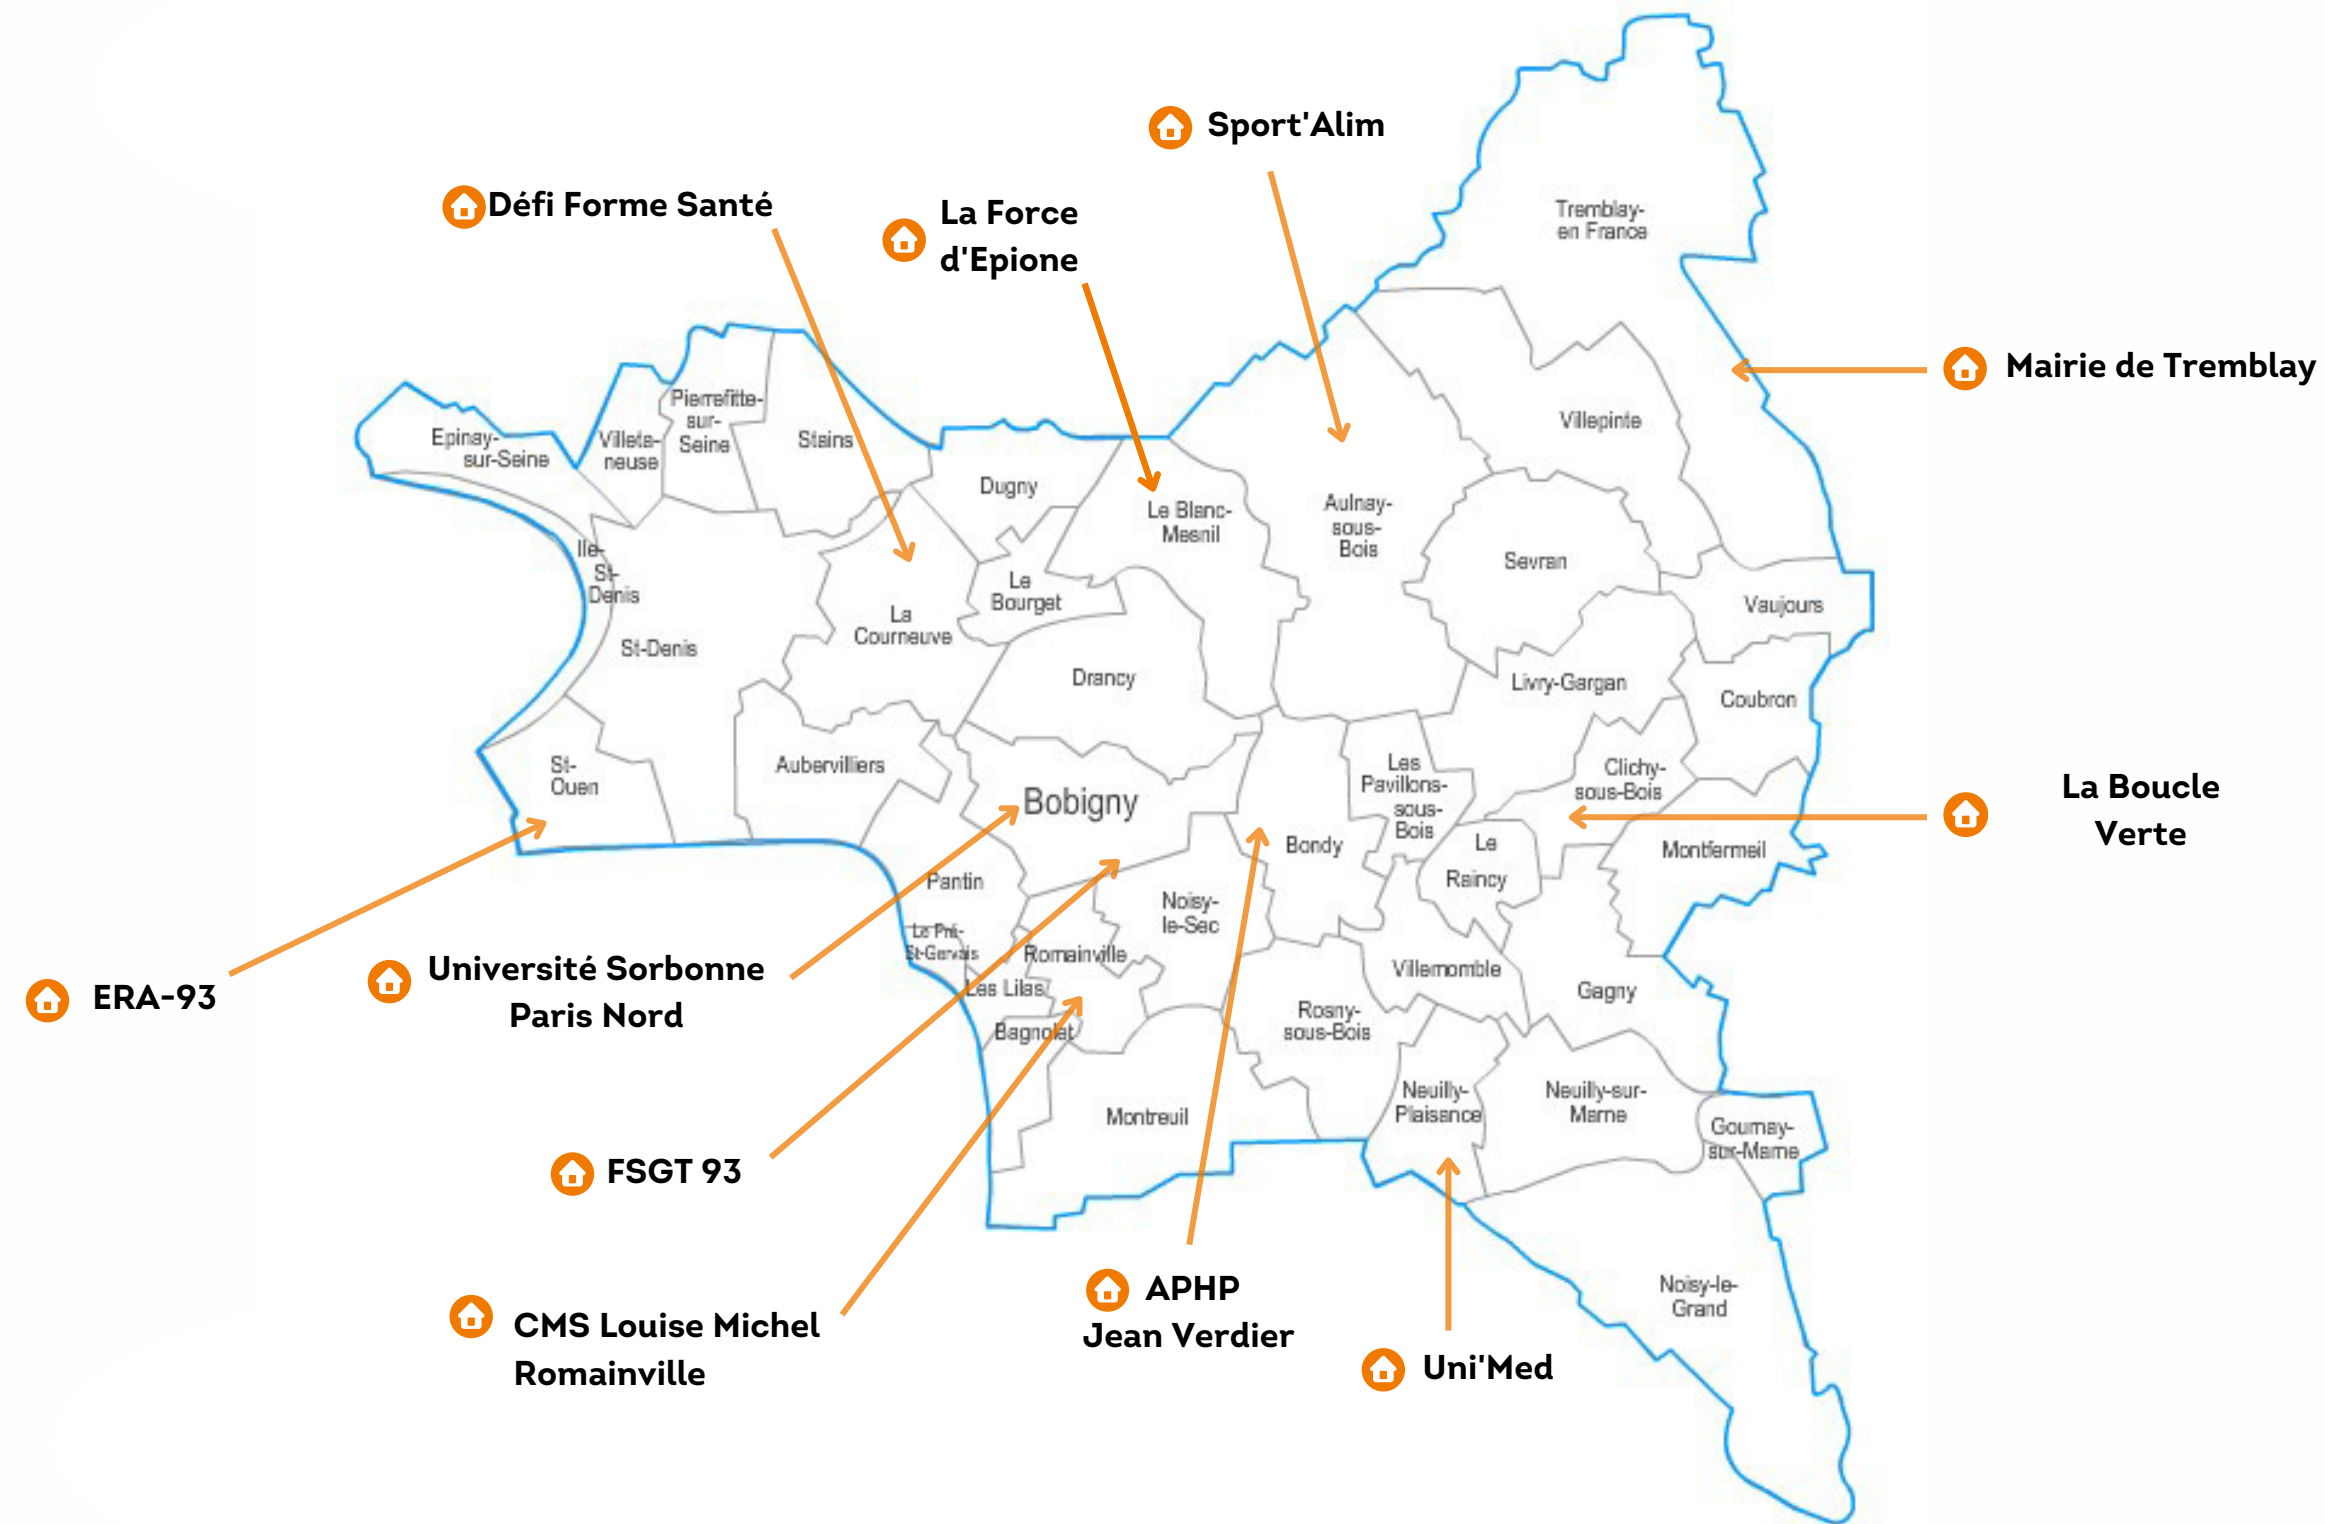 Sport'Alim
Défi Forme Santé
La Force
d'Epione
Tremblay-
en France
Mairie de Tremblay
Epinay-
sur-Seine
Villeta-
neuse
Pierrefitte-
sur-
Seine
Stains
Dugny
Le Blanc-
Mesnil
Aulnay-
sous-
Bois
Villepinte
Sevran
Vaujours
Ile-
St-
Denis
St-Denis
La
Courneuve
Le
Bourget
Drancy
Livry-Gargan
Coubron
St-
Ouen
Aubervilliers
Bobigny
Bondy
Les
Pavillons-
sous-
Bois
Clichy-
sous-Bois
La Boucle
Verte
Le
Raincy
Montfermeil
Pantin
Le Pré-
St-Gervais
Noisy-
le-Sec
Romainville
Les Lilas
Bagnolet
Villemomble
Gagny
Rosny-
sous-Bois
ERA-93
Université Sorbonne
Paris Nord
Montreuil
Neuilly-
Plaisance
Neuilly-sur-
Marne
Gournay-
sur-Marne
FSGT 93
Noisy-le-
Grand
CMS Louise Michel
Romainville
APHP
Jean Verdier
Uni'Med